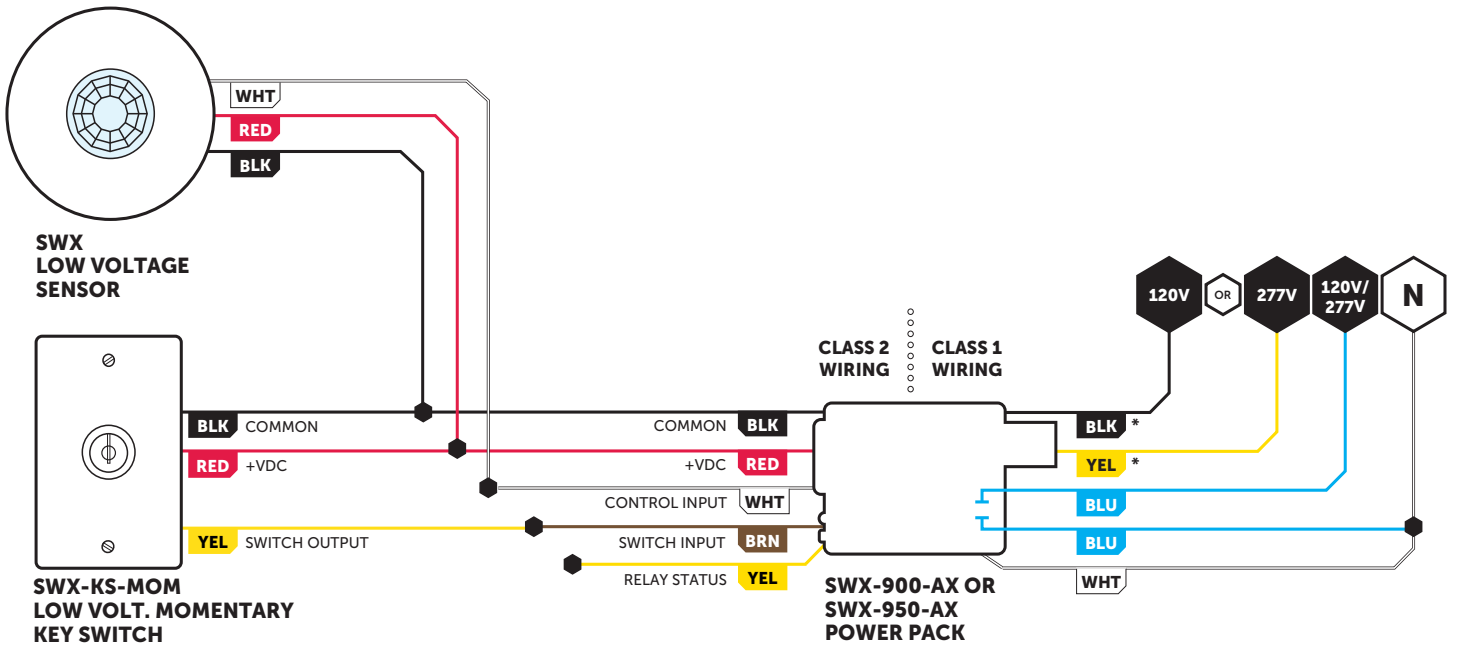 WHT
RED
BLK
SWX
LOW VOLTAGE
SENSOR
120V
OR
277V
120V/
277V
N
CLASS 2
WIRING
CLASS 1
WIRING
BLK COMMON
COMMON BLK
BLK *
RED +VDC
+VDC RED
YEL *
CONTROL INPUT WHT
BLU
YEL SWITCH OUTPUT
SWITCH INPUT BRN
BLU
RELAY STATUS YEL
WHT
SWX-KS-MOM
LOW VOLT. MOMENTARY
KEY SWITCH
SWX-900-AX OR
SWX-950-AX
POWER PACK